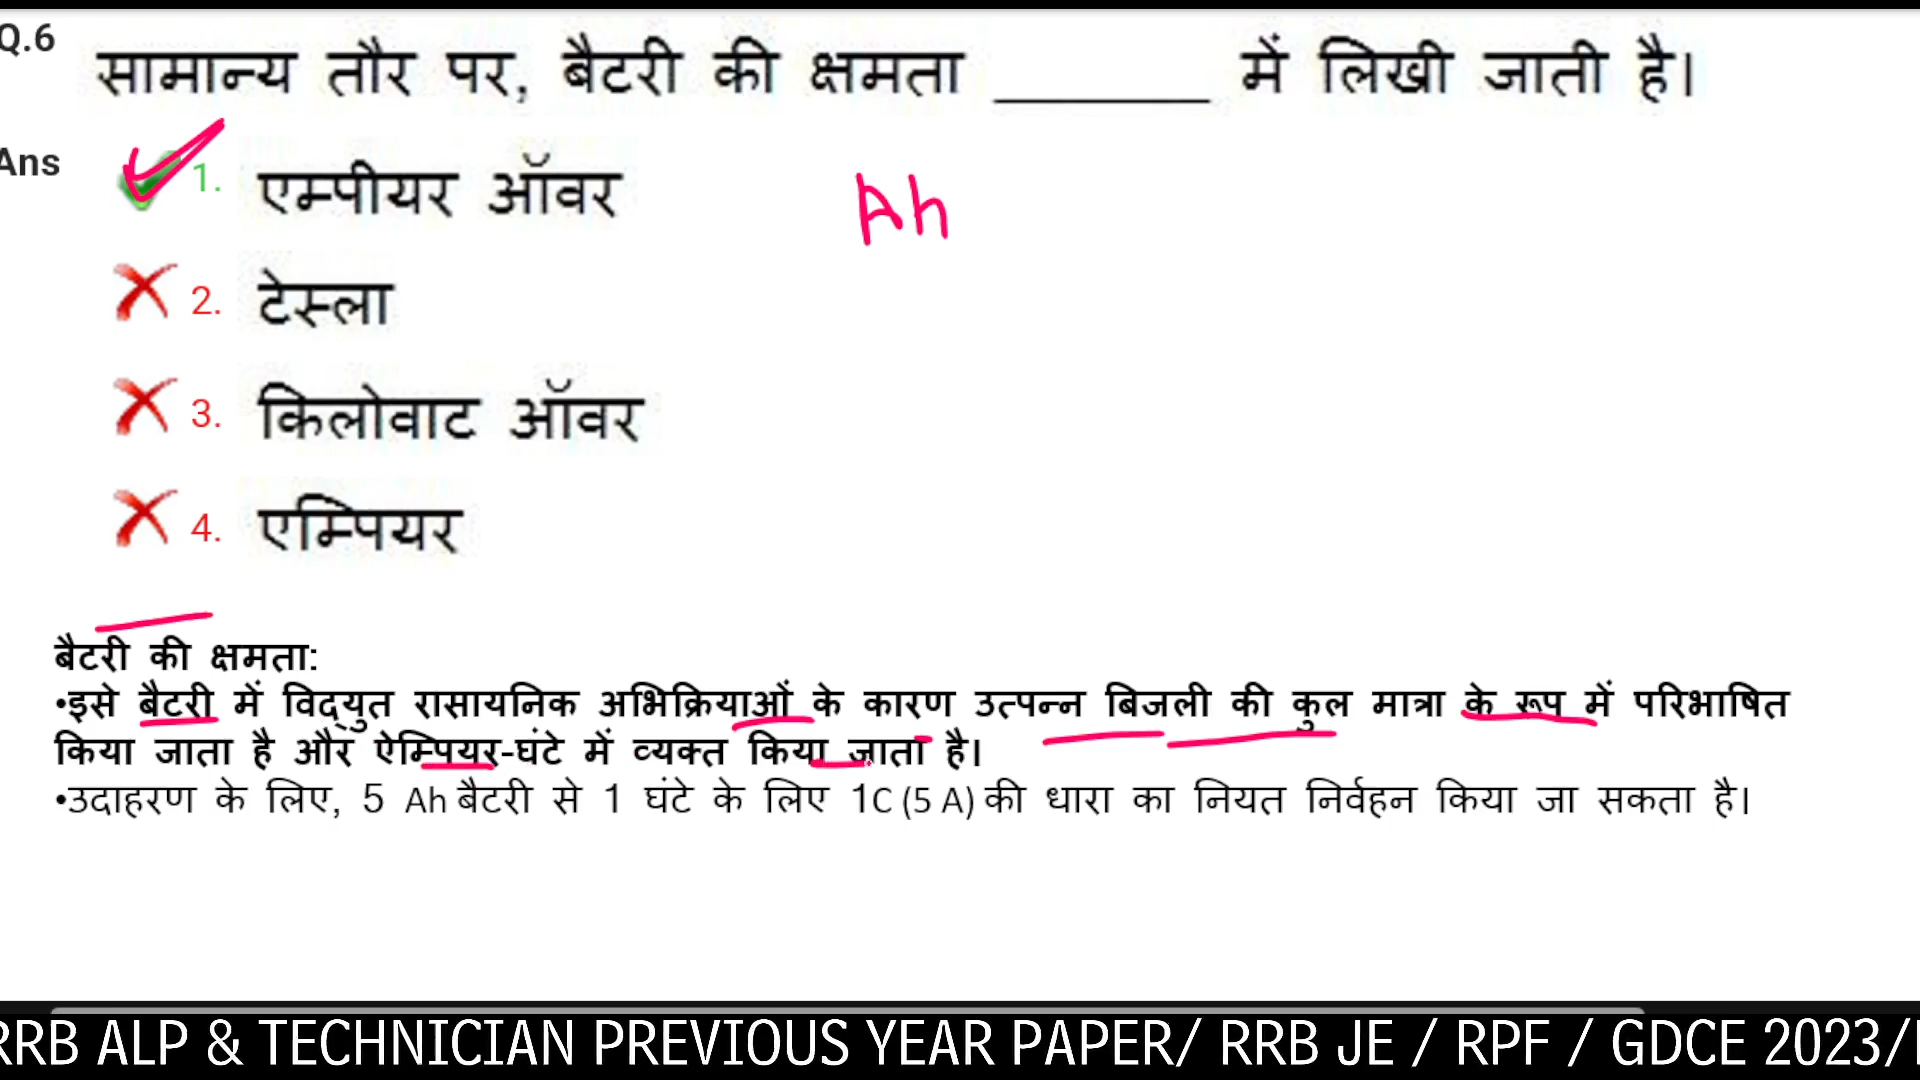 Q.6 सामान्य तौर पर, बैटरी की क्षमता ________ में लिखी जाती है।
Ans 1. एम्पीयर ऑवर
Ah
2. टेस्ला
3. किलोवाट ऑवर
4. एम्पियर
बैटरी की क्षमता:
•इसे बैटरी में विद्युत रासायनिक अभिक्रियाओं के कारण उत्पन्न बिजली की कुल मात्रा के रूप में परिभाषित
किया जाता है और ऐम्पियर-घंटे में व्यक्त किया जाता है।
•उदाहरण के लिए, 5 Ah बैटरी से 1 घंटे के लिए 1C (5 A) की धारा का नियत निर्वहन किया जा सकता है।
RRB ALP & TECHNICIAN PREVIOUS YEAR PAPER/ RRB JE / RPF / GDCE 2023/